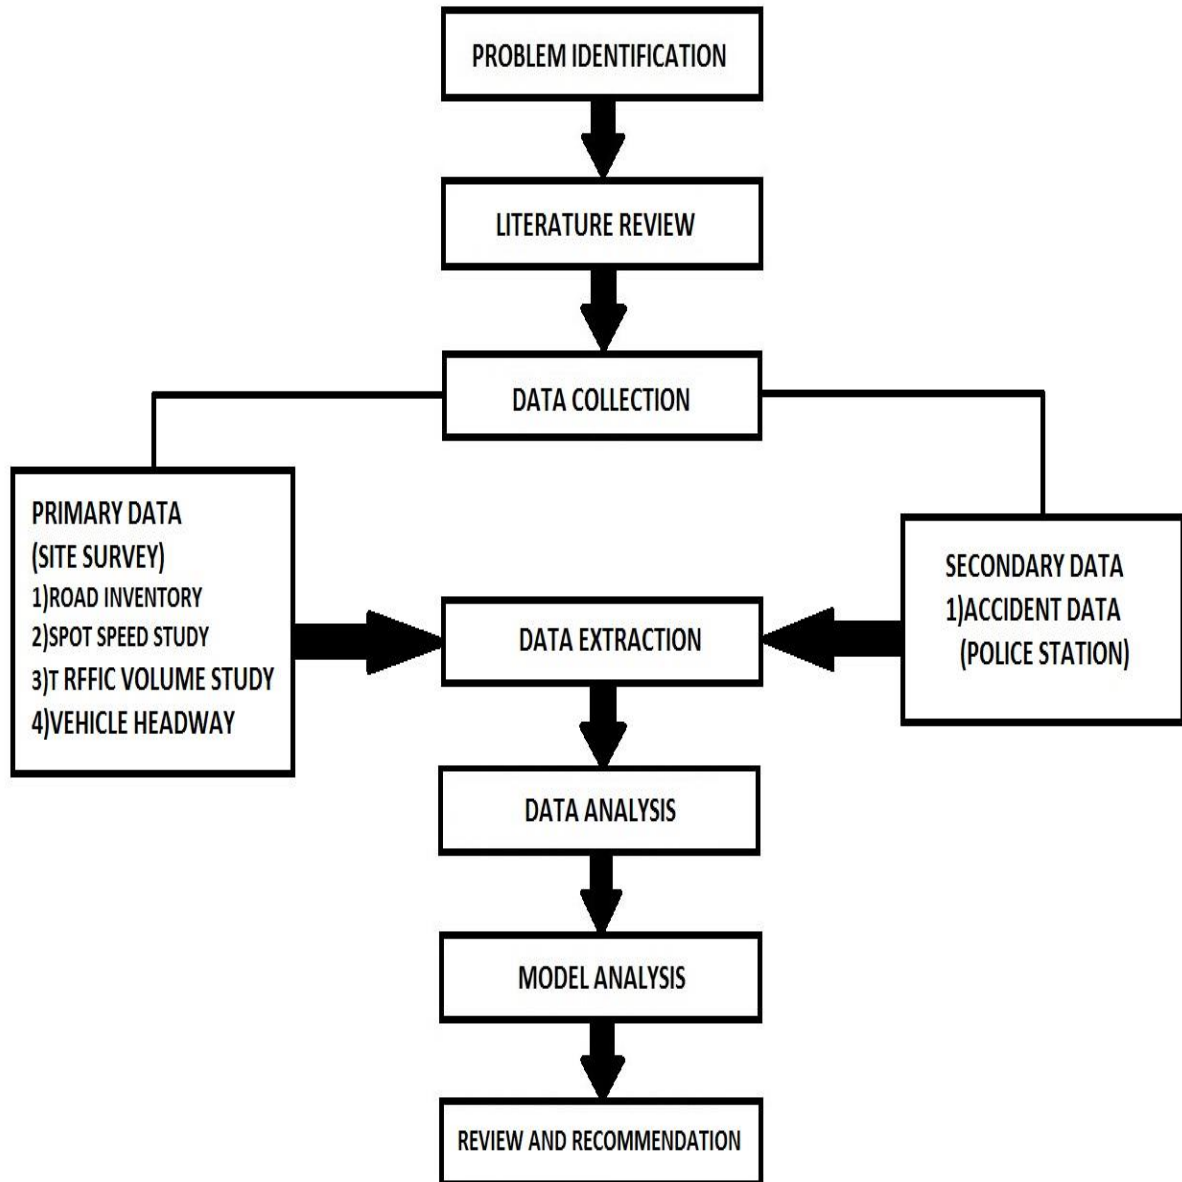 PROBLEM IDENTIFICATION
LITERATURE REVIEW
DATA COLLECTION
PRIMARY DATA
(SITE SURVEY)
1)ROAD INVENTORY
2)SPOT SPEED STUDY
3)T RFFIC VOLUME STUDY
4)VEHICLE HEADWAY
SECONDARY DATA
1)ACCIDENT DATA
(POLICE STATION)
DATA EXTRACTION
DATA ANALYSIS
MODEL ANALYSIS
REVIEW AND RECOMMENDATION